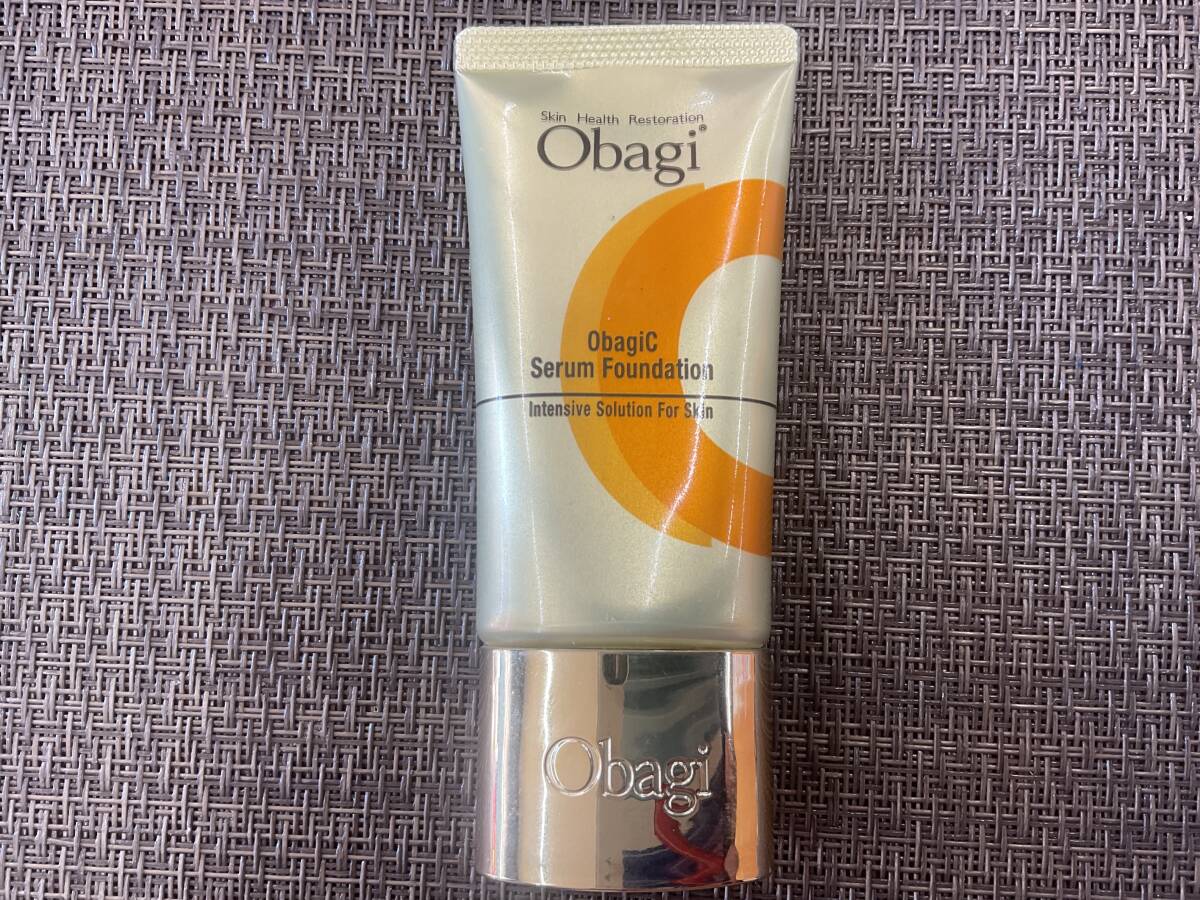 Skin Health Restoration
Obagi®
ObagiC
Serum Foundation
Intensive Solution For Skin
Obagi